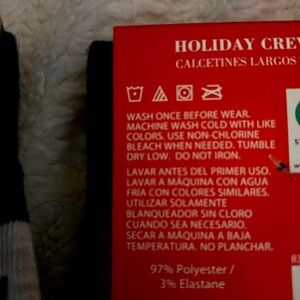 HOLIDAY CREW
CALCETINES LARGOS
WASH ONCE BEFORE WEAR.
MACHINE WASH COLD WITH LIKE
COLORS. USE NON-CHLORINE
BLEACH WHEN NEEDED. TUMBLE
DRY LOW. DO NOT IRON.
LAVAR ANTES DEL PRIMER USO.
LAVAR A MÁQUINA CON AGUA
FRÍA CON COLORES SIMILARES.
UTILIZAR SOLAMENTE
BLANQUEADOR SIN CLORO
CUANDO SEA NECESARIO.
SECAR A MÁQUINA A BAJA
TEMPERATURA. NO PLANCHAR.
97% Polyester /
3% Elastane